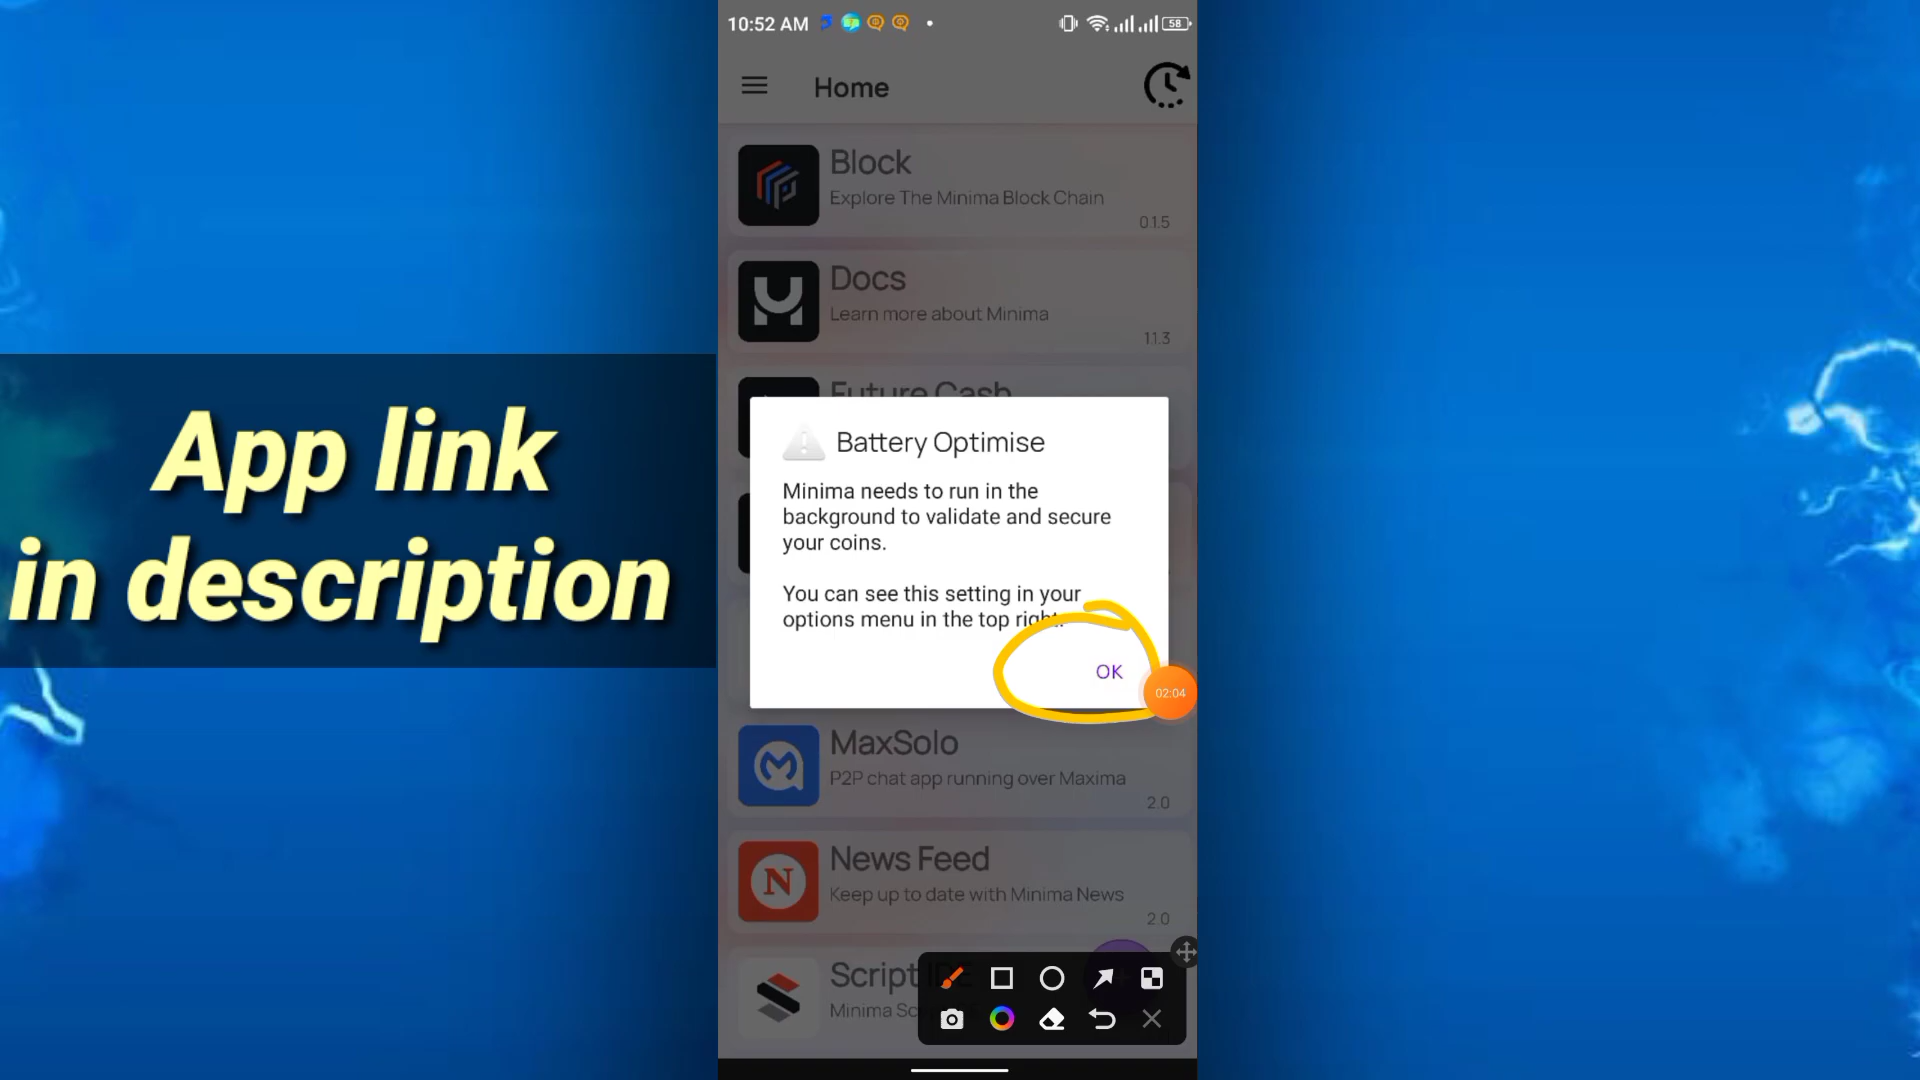 10:52 AM
58
Home
Block
Explore The Minima Block Chain
0.1.5
Docs
Learn more about Minima
1.1.3
Future Cash
Battery Optimise
Minima needs to run in the
background to validate and secure
your coins.
You can see this setting in your
options menu in the top right.
OK
02:04
MaxSolo
P2P chat app running over Maxima
2.0
News Feed
Keep up to date with Minima News
2.0
Script IDE
Minima Sc
App link
in description